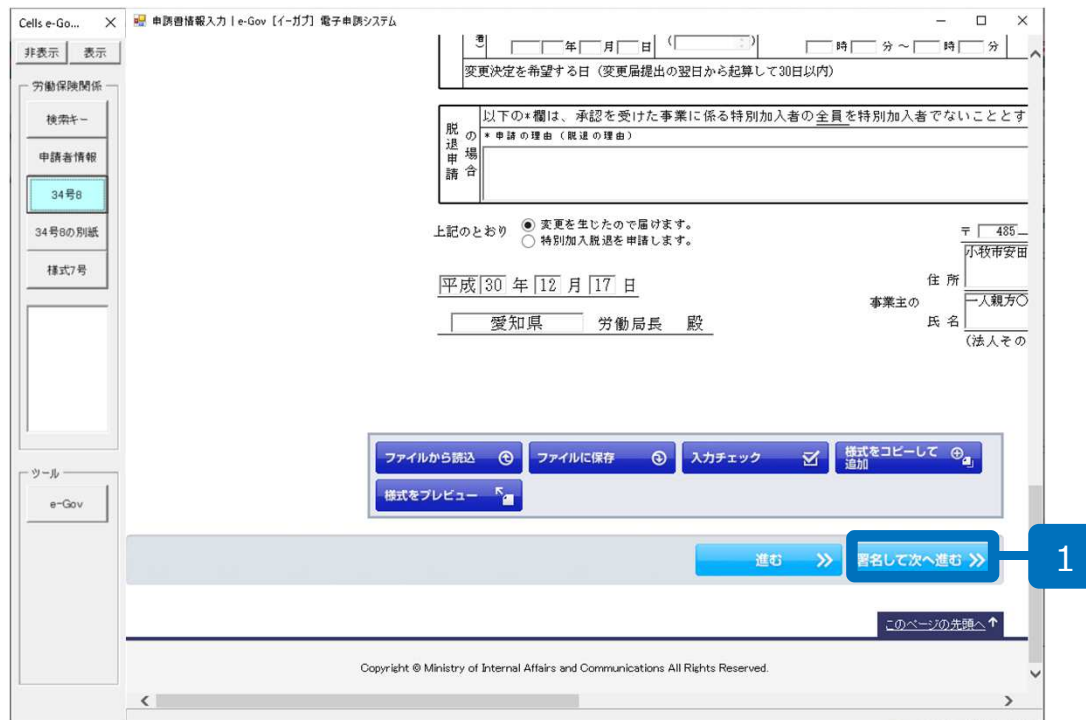 Cells e-Go...
非表示 表示
労働保険関係
検索キー
申請者情報
34号8
34号8の別紙
様式7号
ツール
e-Gov
申請書情報入力 | e-Gov [イーガブ] 電子申請システム
者) 年 月 日 ( ) 時 分 ~ 時 分
変更決定を希望する日 (変更届提出の翌日から起算して30日以内)
脱退申請の場合
以下の*欄は、承認を受けた事業に係る特別加入者の全員を特別加入者でないこととす
* 申請の理由 (脱退の理由)
上記のとおり
変更を生じたので届けます。
特別加入脱退を申請します。
〒 485
小牧市安田
住 所
平成 30 年 12 月 17 日
事業主の
一人親方〇
氏 名
愛知県 労働局長 殿
(法人その
ファイルから読込 ファイルに保存 入力チェック 様式をコピーして追加
様式をプレビュー
進む 署名して次へ進む
1
このページの先頭へ
Copyright © Ministry of Internal Affairs and Communications All Rights Reserved.